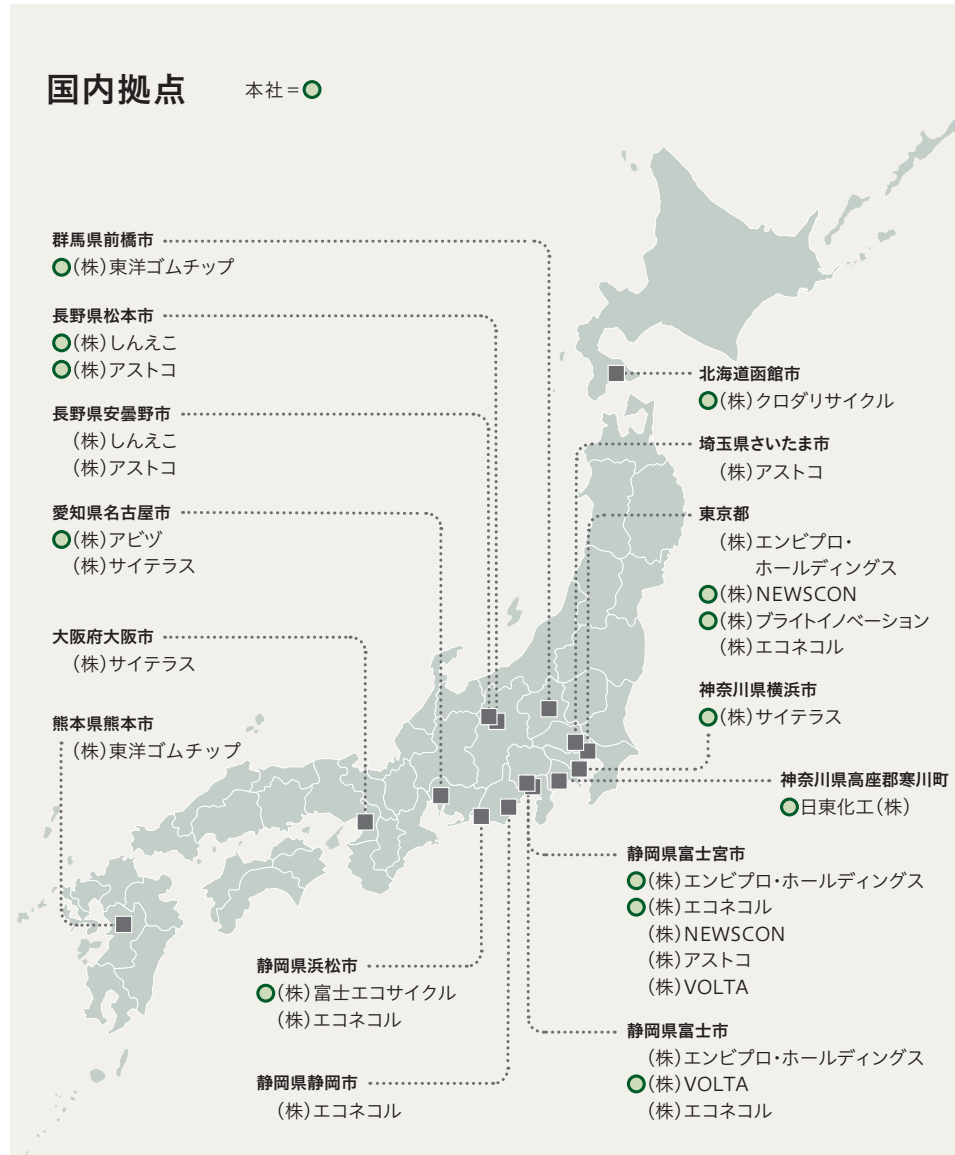 国内拠点
本社=
群馬県前橋市
(株)東洋ゴムチップ
長野県松本市
(株)しんえこ
(株)アストコ
長野県安曇野市
(株)しんえこ
(株)アストコ
愛知県名古屋市
(株)アビヅ
(株)サイテラス
大阪府大阪市
(株)サイテラス
熊本県熊本市
(株)東洋ゴムチップ
北海道函館市
(株)クロダリサイクル
埼玉県さいたま市
(株)アストコ
東京都
(株)エンビプロ・
ホールディングス
(株)NEWSCON
(株)ブライトイノベーション
(株)エコネコル
神奈川県横浜市
(株)サイテラス
神奈川県高座郡寒川町
日東化工(株)
静岡県富士宮市
(株)エンビプロ・ホールディングス
(株)エコネコル
(株)NEWSCON
(株)アストコ
(株)VOLTA
静岡県浜松市
(株)富士エコサイクル
(株)エコネコル
静岡県静岡市
(株)エコネコル
静岡県富士市
(株)エンビプロ・ホールディングス
(株)VOLTA
(株)エコネコル